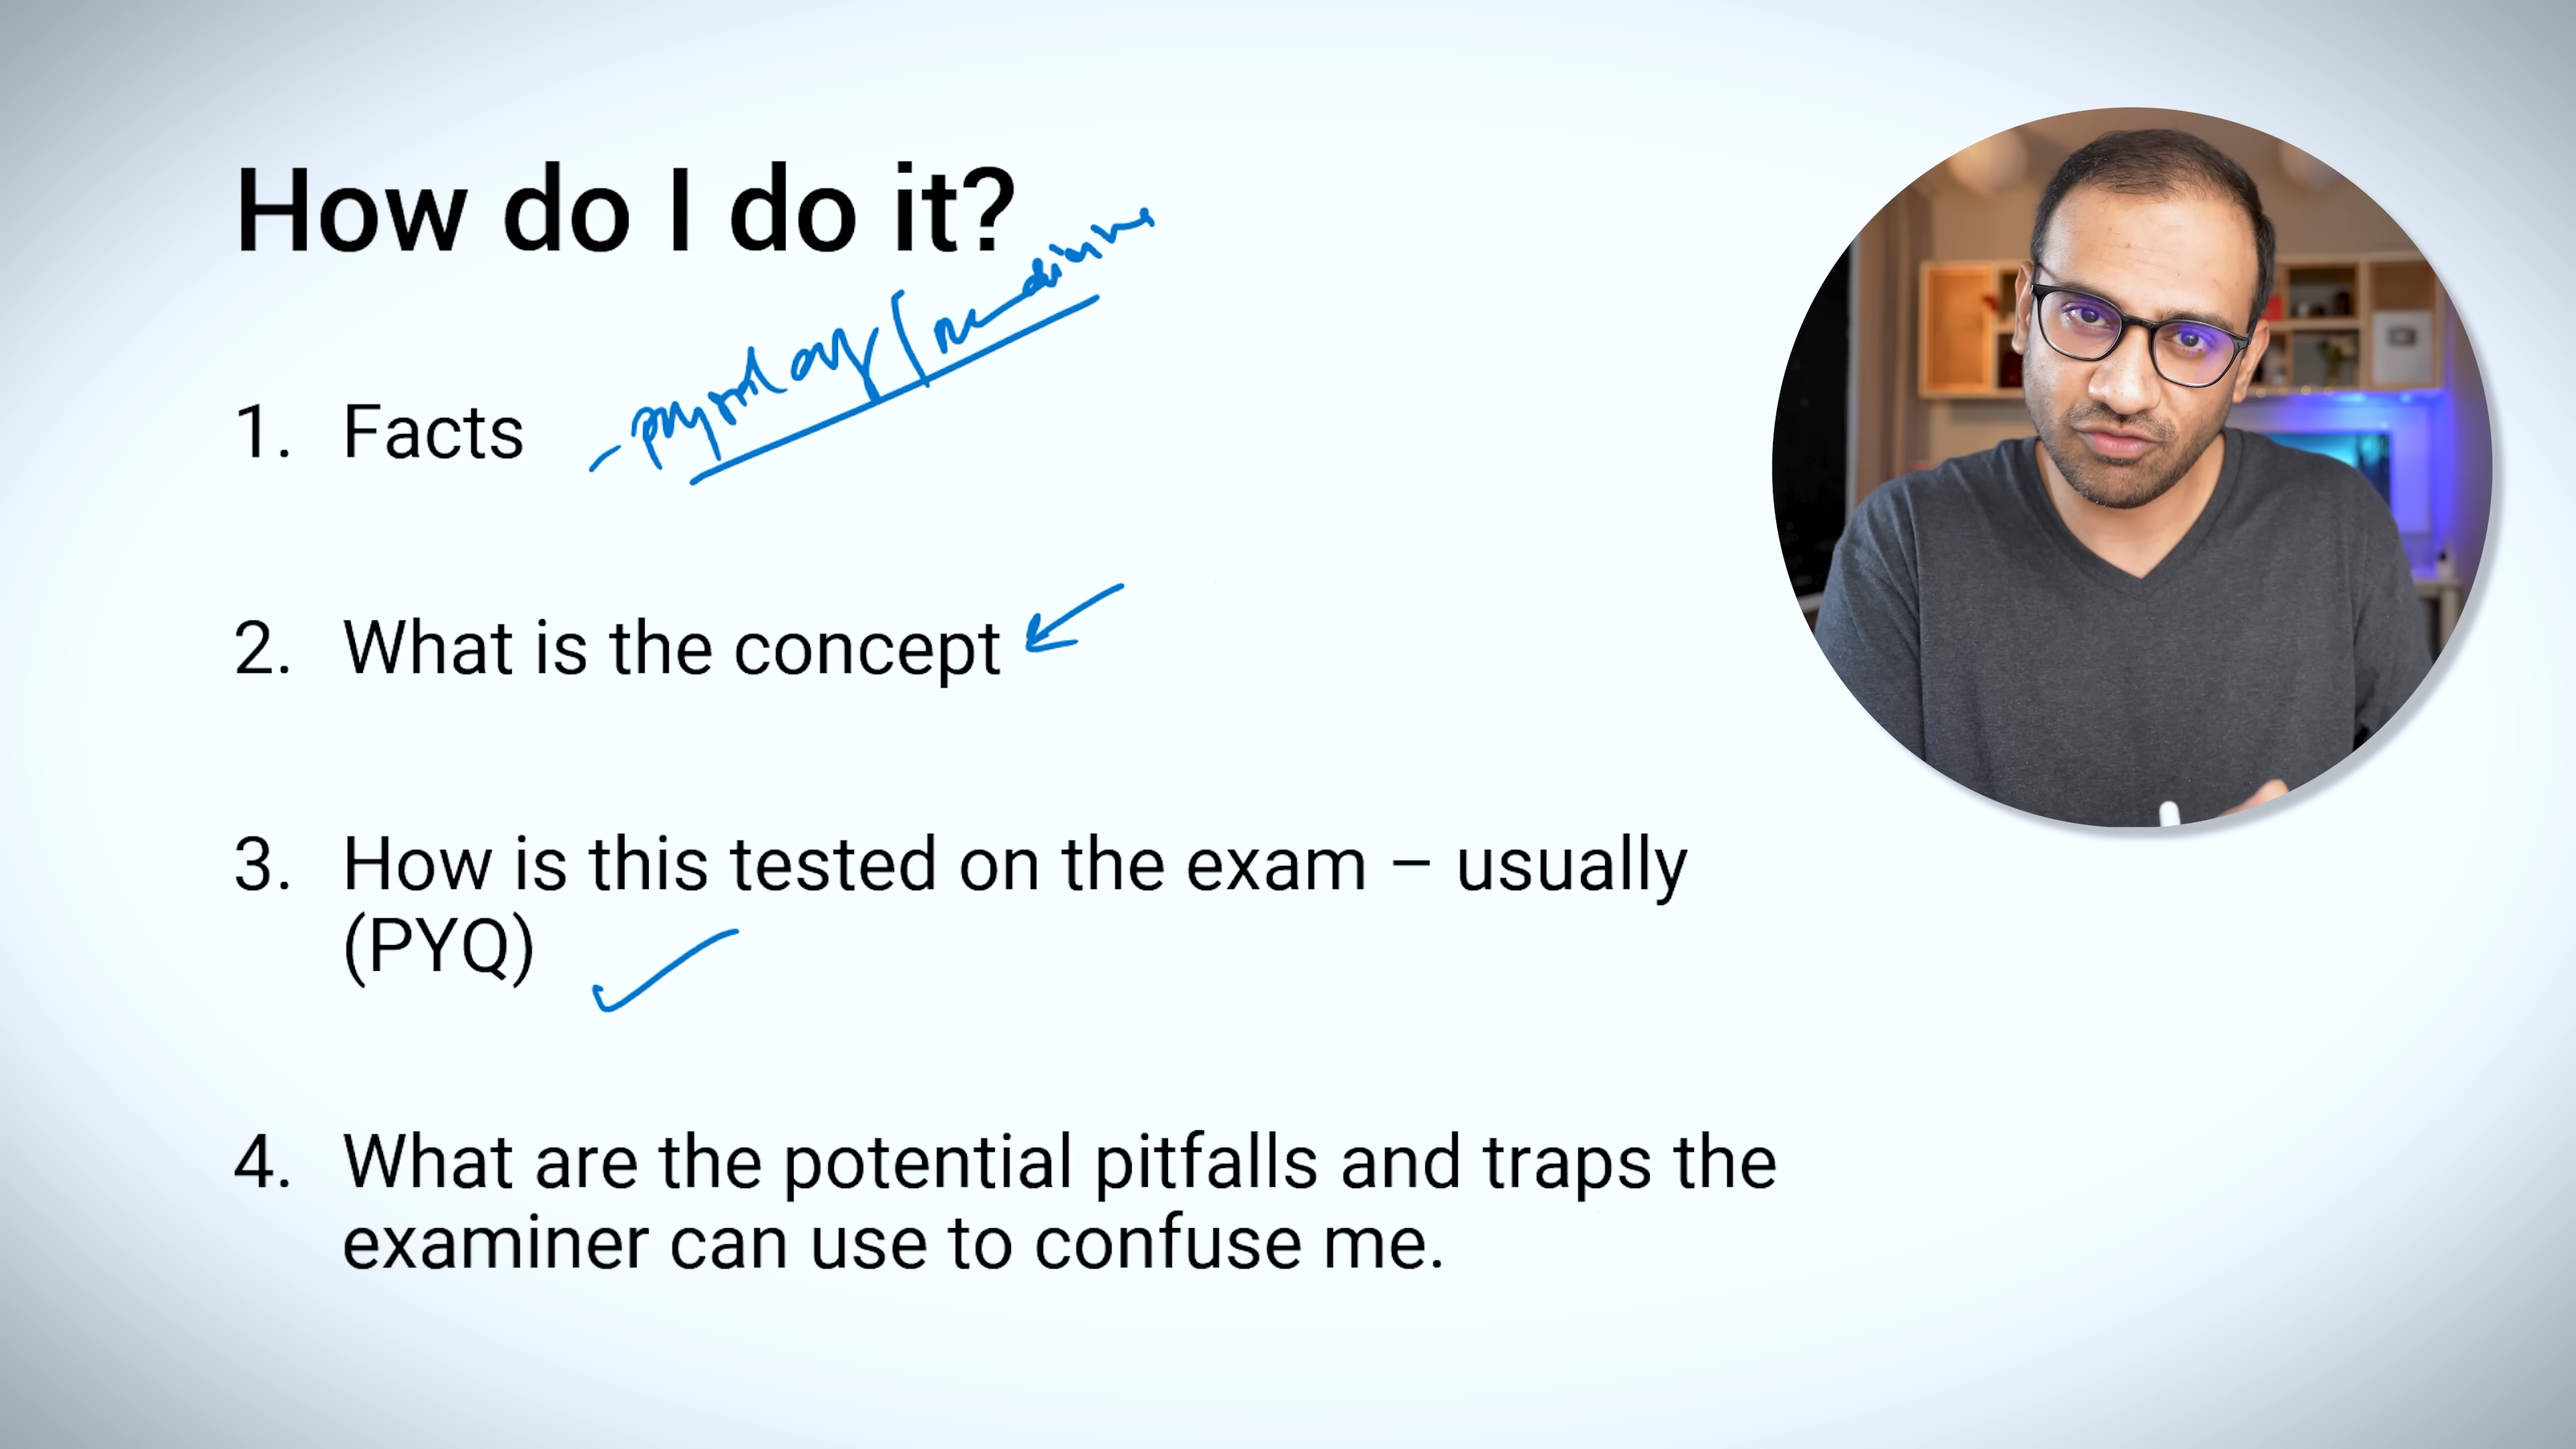 How do I do it?
1. Facts
2. What is the concept
3. How is this tested on the exam – usually
(PYQ)
4. What are the potential pitfalls and traps the
examiner can use to confuse me.